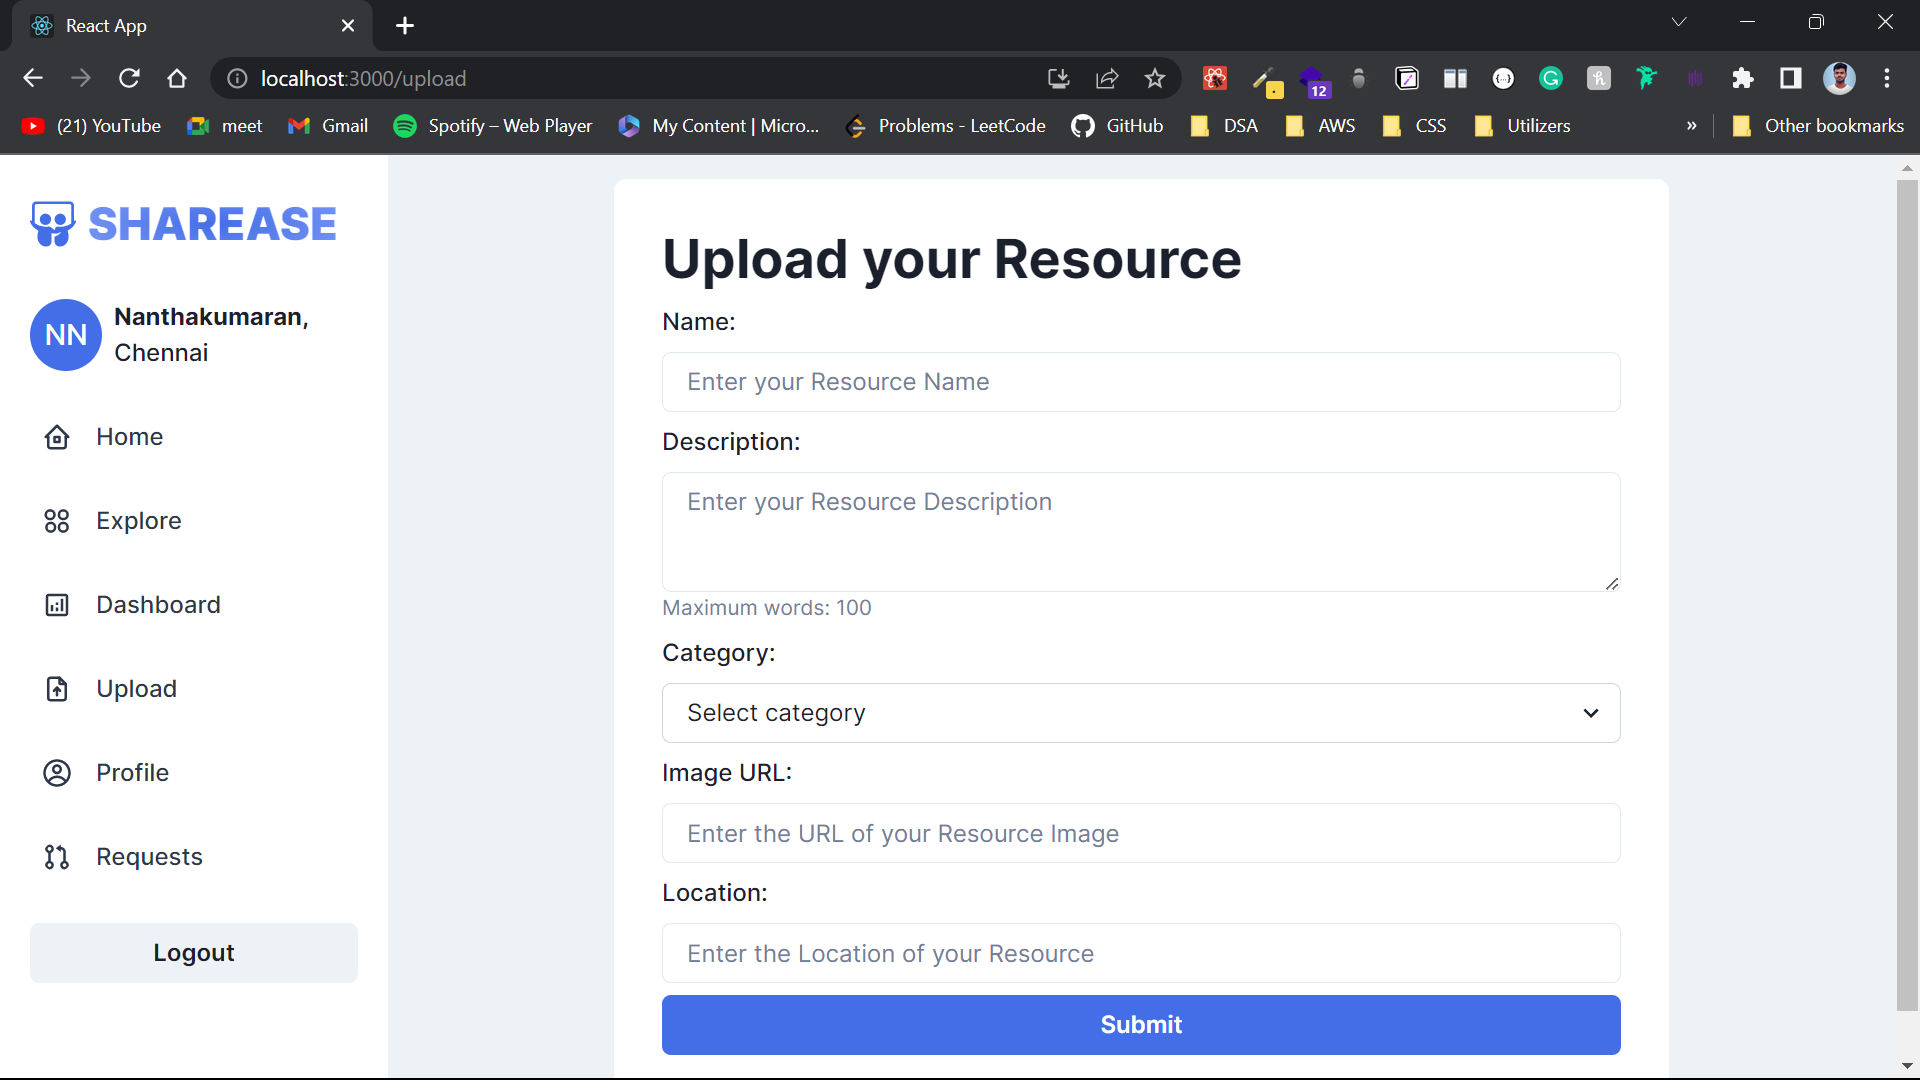 React App
localhost:3000/upload
12
(21) YouTube
meet
Gmail
Spotify – Web Player
My Content | Micro...
Problems - LeetCode
GitHub
DSA
AWS
CSS
Utilizers
»
Other bookmarks
SHAREASE
NN
Nanthakumaran,
Chennai
Home
Explore
Dashboard
Upload
Profile
Requests
Logout
Upload your Resource
Name:
Enter your Resource Name
Description:
Enter your Resource Description
Maximum words: 100
Category:
Select category
Image URL:
Enter the URL of your Resource Image
Location:
Enter the Location of your Resource
Submit